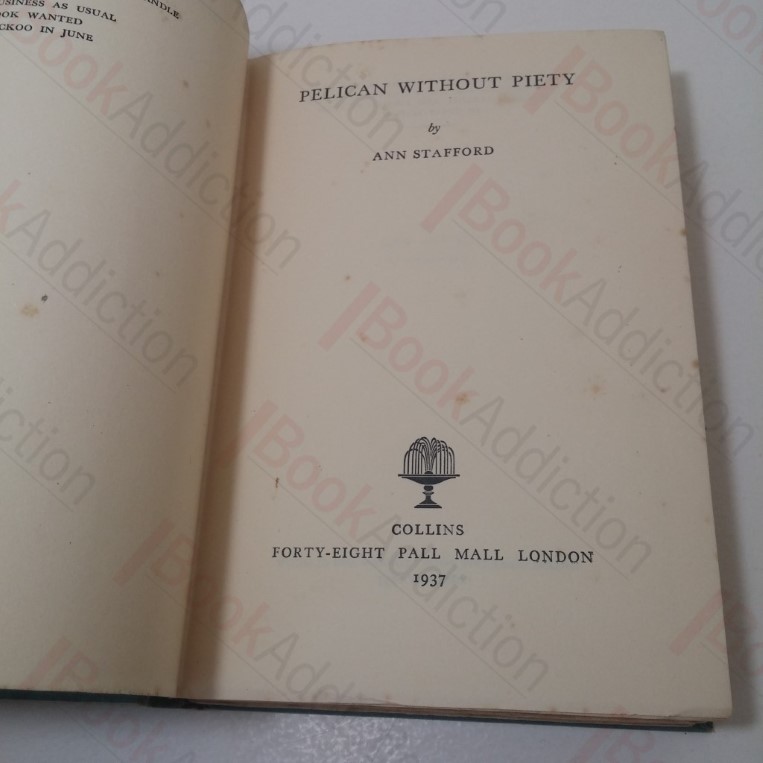 USINESS AS USUAL
OOK WANTED
CKOO IN JUNE
PELICAN WITHOUT PIETY
by
ANN STAFFORD
COLLINS
FORTY-EIGHT PALL MALL LONDON
1937
BookAddiction